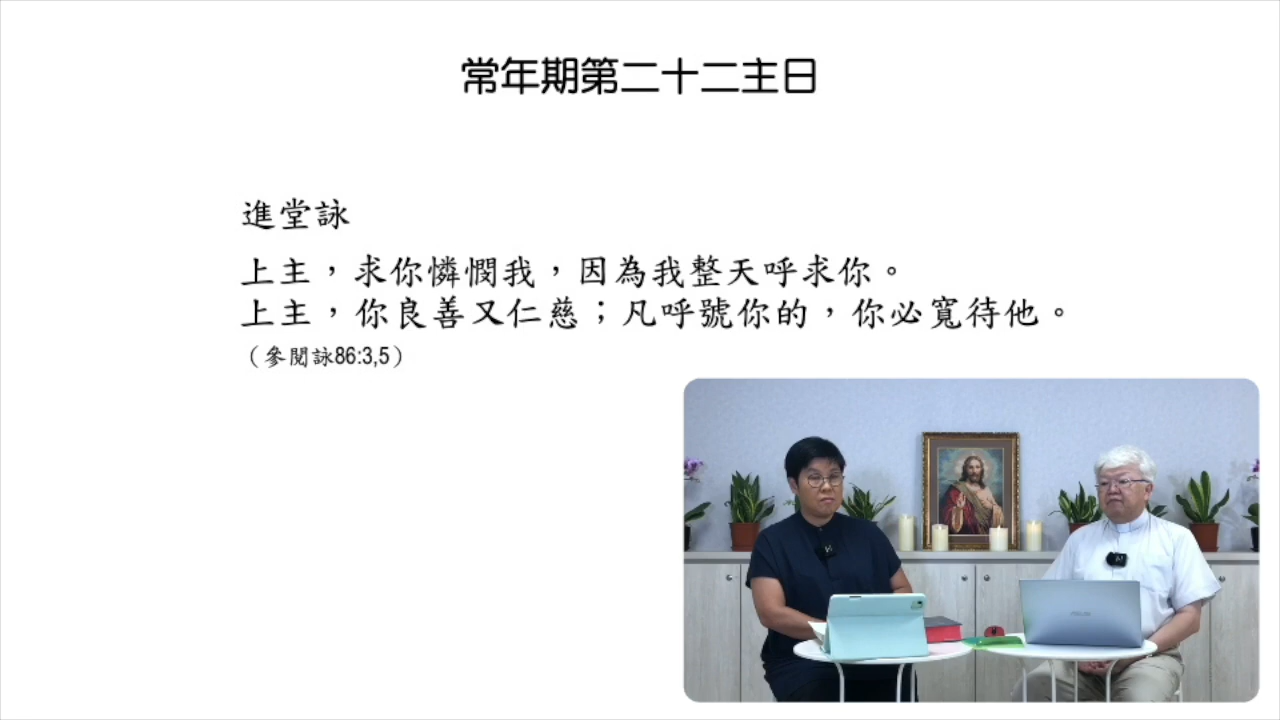 常年期第二十二主日
進堂詠
上主，求你憐憫我，因為我整天呼求你。
上主，你良善又仁慈；凡呼號你的，你必寬待他。
（參閱詠86:3,5）
ASUS